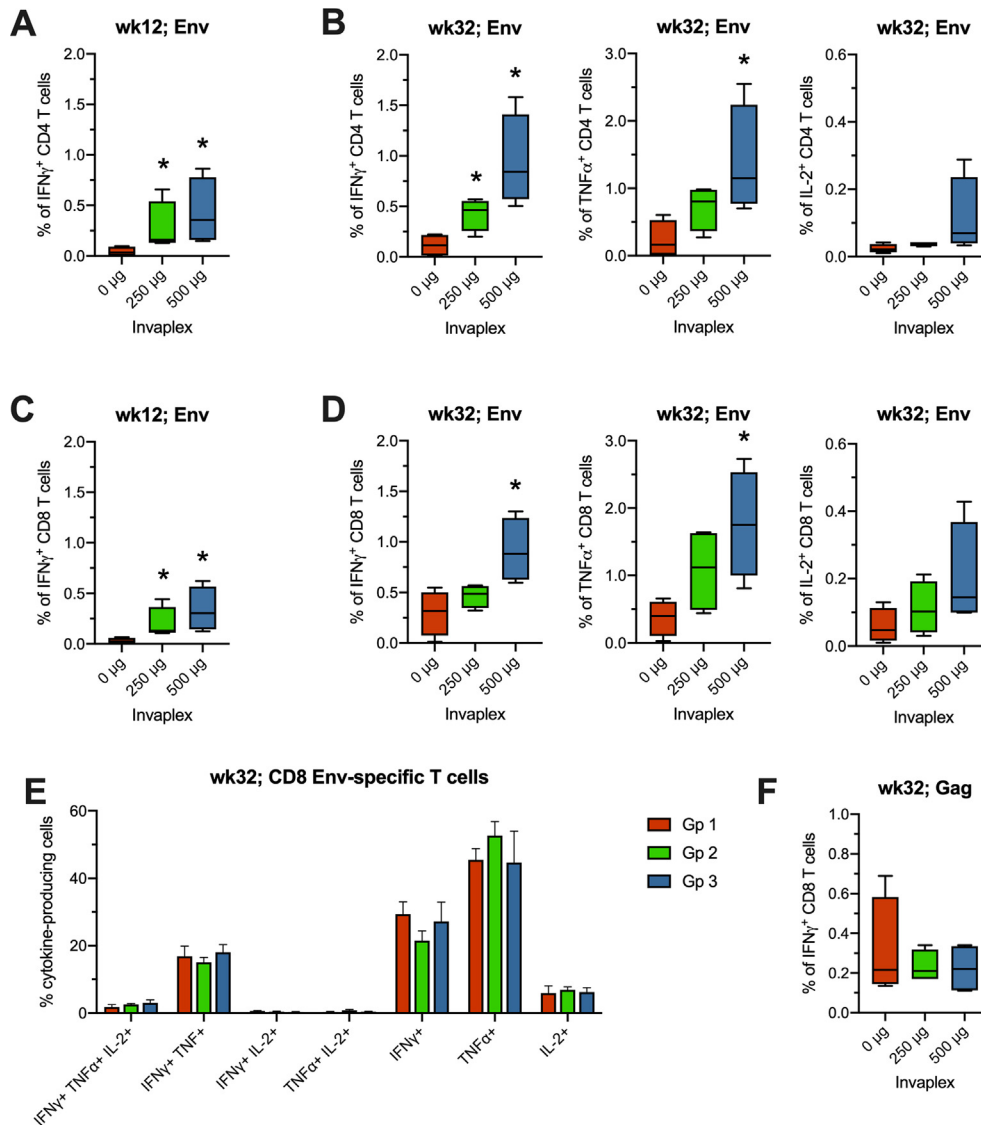 A
wk12; Env
% of IFNγ⁺ CD4 T cells
2.0
1.5
1.0
0.5
0.0
*
*
0 µg
250 µg
500 µg
Invaplex
B
wk32; Env
% of IFNγ⁺ CD4 T cells
2.0
1.5
1.0
0.5
0.0
*
*
0 µg
250 µg
500 µg
Invaplex
wk32; Env
% of TNFα⁺ CD4 T cells
3.0
2.0
1.0
0.0
*
0 µg
250 µg
500 µg
Invaplex
wk32; Env
% of IL-2⁺ CD4 T cells
0.6
0.4
0.2
0.0
0 µg
250 µg
500 µg
Invaplex
C
wk12; Env
% of IFNγ⁺ CD8 T cells
2.0
1.5
1.0
0.5
0.0
*
*
0 µg
250 µg
500 µg
Invaplex
D
wk32; Env
% of IFNγ⁺ CD8 T cells
2.0
1.5
1.0
0.5
0.0
*
0 µg
250 µg
500 µg
Invaplex
wk32; Env
% of TNFα⁺ CD8 T cells
3.0
2.0
1.0
0.0
*
0 µg
250 µg
500 µg
Invaplex
wk32; Env
% of IL-2⁺ CD8 T cells
0.6
0.4
0.2
0.0
0 µg
250 µg
500 µg
Invaplex
E
wk32; CD8 Env-specific T cells
% cytokine-producing cells
60
40
20
0
IFNγ+ TNFα+ IL-2+
IFNγ+ TNF+
IFNγ+ IL-2+
TNFα+ IL-2+
IFNγ+
TNFα+
IL-2+
Gp 1
Gp 2
Gp 3
F
wk32; Gag
% of IFNγ⁺ CD8 T cells
1.0
0.8
0.6
0.4
0.2
0.0
0 µg
250 µg
500 µg
Invaplex